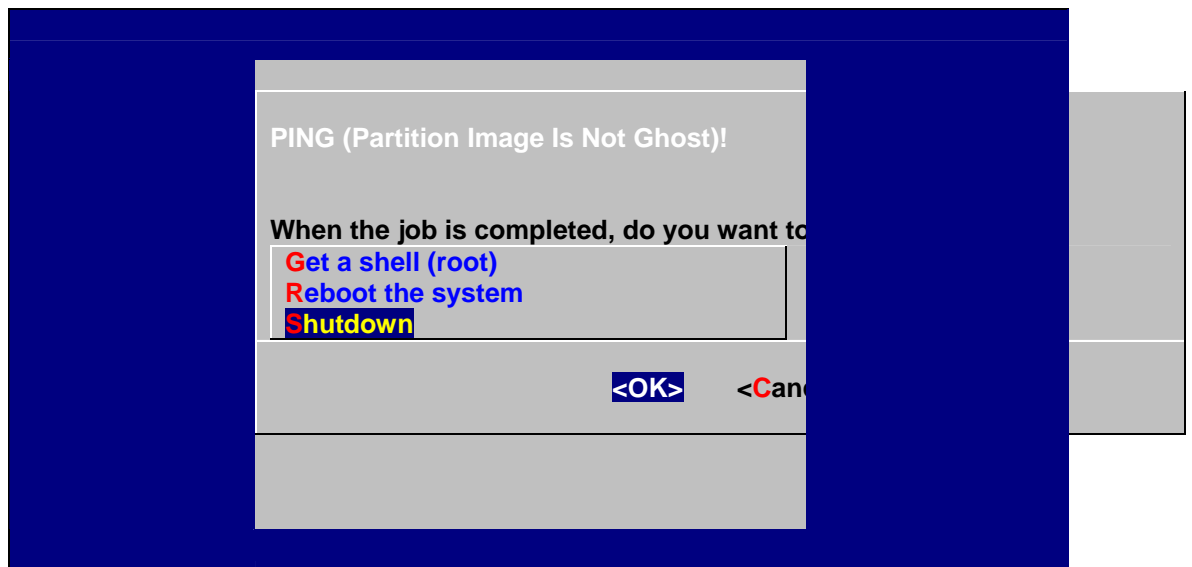 PING (Partition Image Is Not Ghost)!
When the job is completed, do you want to
Get a shell (root)
Reboot the system
Shutdown
<OK> <Can